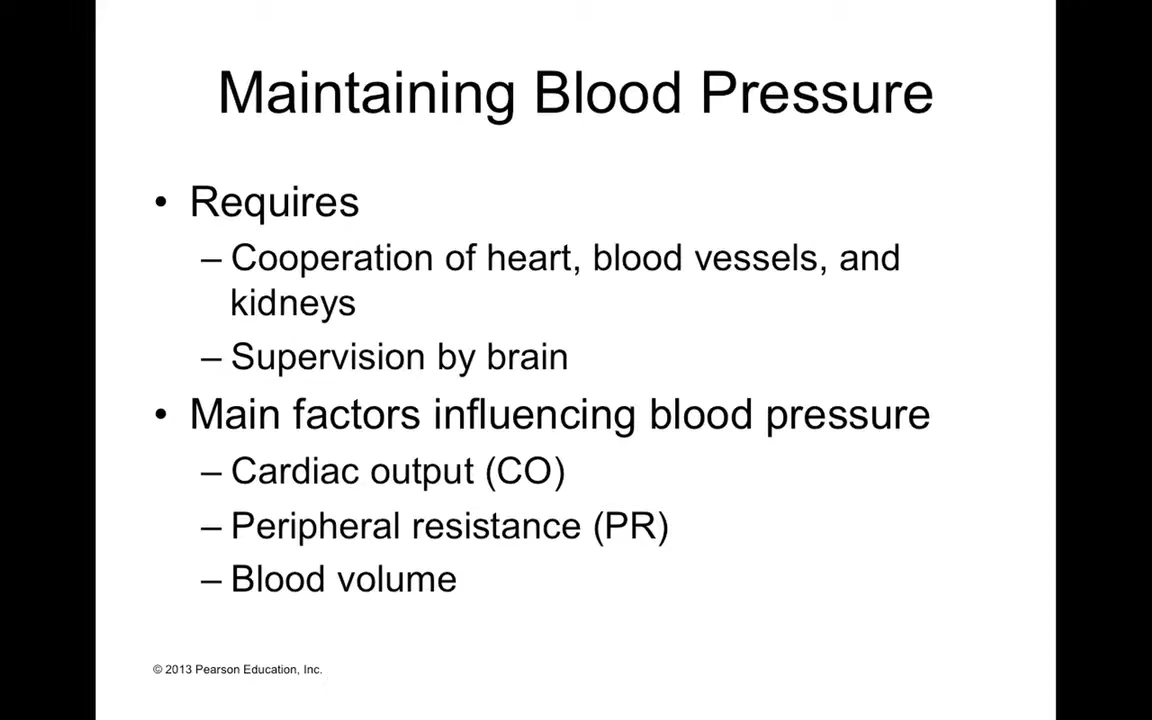 Maintaining Blood Pressure
• Requires
– Cooperation of heart, blood vessels, and
kidneys
– Supervision by brain
• Main factors influencing blood pressure
– Cardiac output (CO)
– Peripheral resistance (PR)
– Blood volume
© 2013 Pearson Education, Inc.